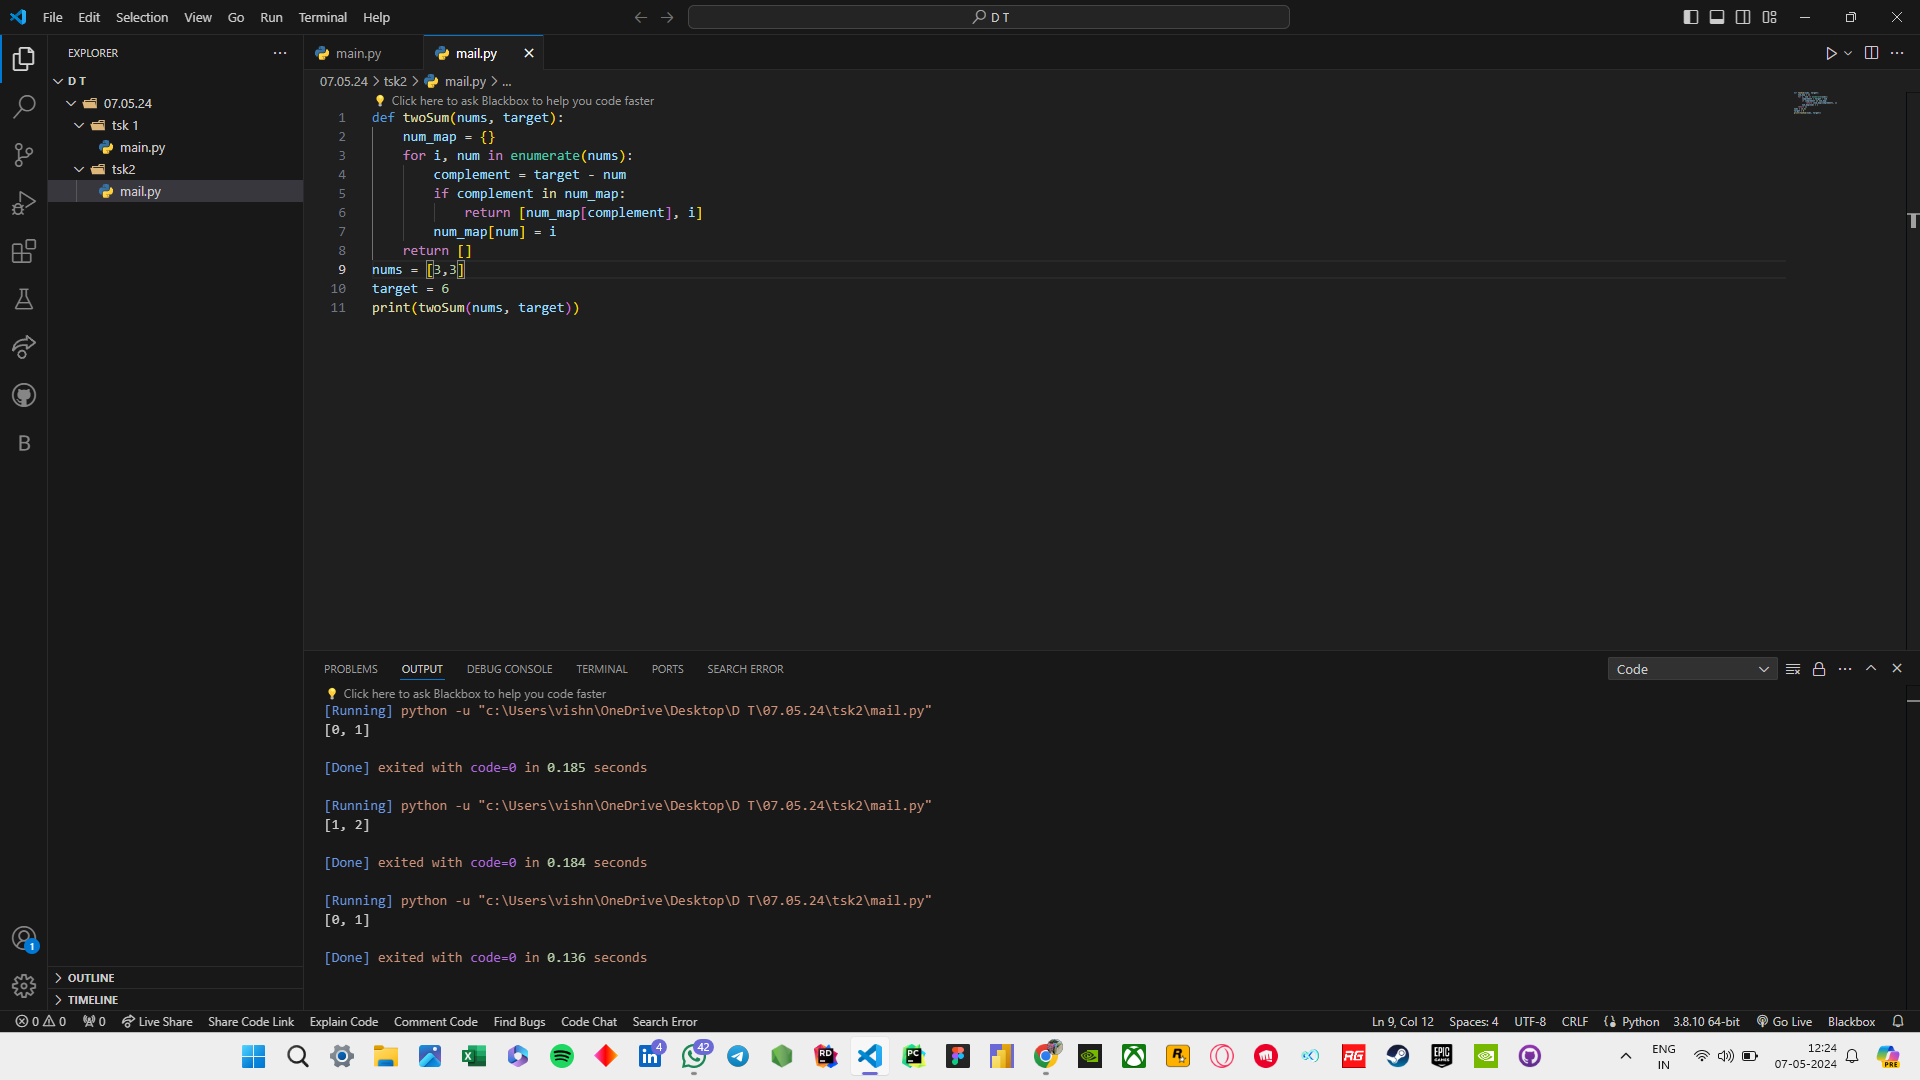 File Edit Selection View Go Run Terminal Help
D T
EXPLORER
D T
07.05.24
tsk 1
main.py
tsk2
mail.py
OUTLINE
TIMELINE
main.py mail.py
07.05.24 > tsk2 > mail.py > ...
Click here to ask Blackbox to help you code faster
1 def twoSum(nums, target):
2     num_map = {}
3     for i, num in enumerate(nums):
4         complement = target - num
5         if complement in num_map:
6             return [num_map[complement], i]
7         num_map[num] = i
8     return []
9 nums = [3,3]
10 target = 6
11 print(twoSum(nums, target))
PROBLEMS OUTPUT DEBUG CONSOLE TERMINAL PORTS SEARCH ERROR
Code
Click here to ask Blackbox to help you code faster
[Running] python -u "c:\Users\vishn\OneDrive\Desktop\D T\07.05.24\tsk2\mail.py"
[0, 1]
[Done] exited with code=0 in 0.185 seconds
[Running] python -u "c:\Users\vishn\OneDrive\Desktop\D T\07.05.24\tsk2\mail.py"
[1, 2]
[Done] exited with code=0 in 0.184 seconds
[Running] python -u "c:\Users\vishn\OneDrive\Desktop\D T\07.05.24\tsk2\mail.py"
[0, 1]
[Done] exited with code=0 in 0.136 seconds
B
1
0 0 0 Live Share Share Code Link Explain Code Comment Code Find Bugs Code Chat Search Error
Ln 9, Col 12 Spaces: 4 UTF-8 CRLF Python 3.8.10 64-bit Go Live Blackbox
4 42 RD PC RG EPIC GAMES PRE
ENG
IN
12:24
07-05-2024